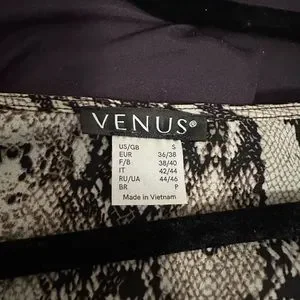 VENUS®
US/GB S
EUR 36/38
F/B 38/40
IT 42/44
RU/UA 44/46
BR P
Made in Vietnam